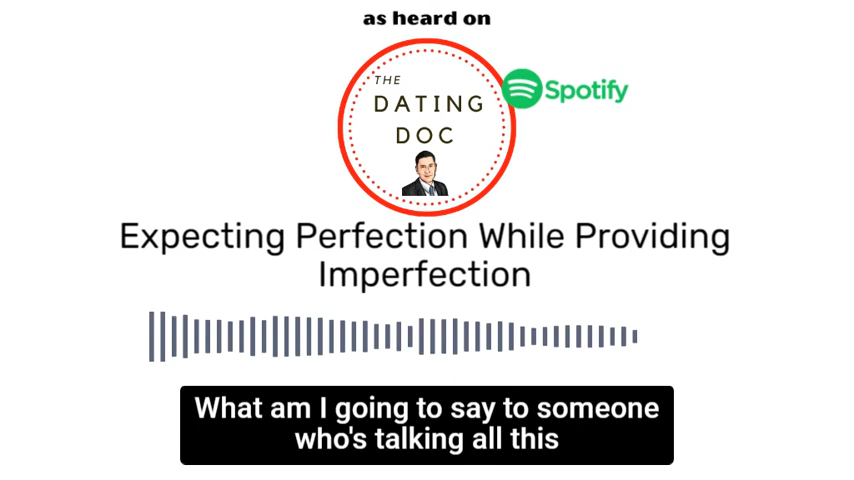 as heard on
THE
DATING
DOC
Spotify
Expecting Perfection While Providing
Imperfection
What am I going to say to someone
who's talking all this